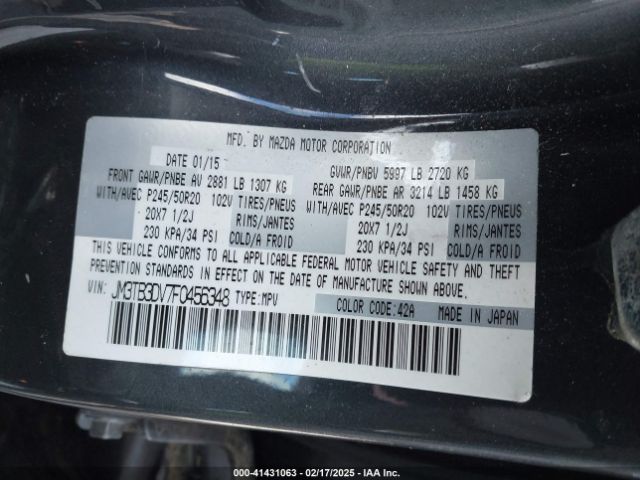 MFD. BY MAZDA MOTOR CORPORATION
DATE 01/15 GVWR/PNBV 5997 LB 2720 KG
FRONT GAWR/PNBE AV 2881 LB 1307 KG REAR GAWR/PNBE AR 3214 LB 1458 KG
WITH/AVEC P245/50R20 102V TIRES/PNEUS WITH/AVEC P245/50R20 102V TIRES/PNEUS
20X7 1/2J RIMS/JANTES 20X7 1/2J RIMS/JANTES
230 KPA/34 PSI COLD/A FROID 230 KPA/34 PSI COLD/A FROID
THIS VEHICLE CONFORMS TO ALL APPLICABLE FEDERAL MOTOR VEHICLE SAFETY AND THEFT
PREVENTION STANDARDS IN EFFECT ON THE DATE OF MANUFACTURE SHOWN ABOVE.
VIN: JM3TB3DV7F0456348 TYPE:MPV
COLOR CODE:42A MADE IN JAPAN
000-41431063 — 02/17/2025 — IAA Inc.